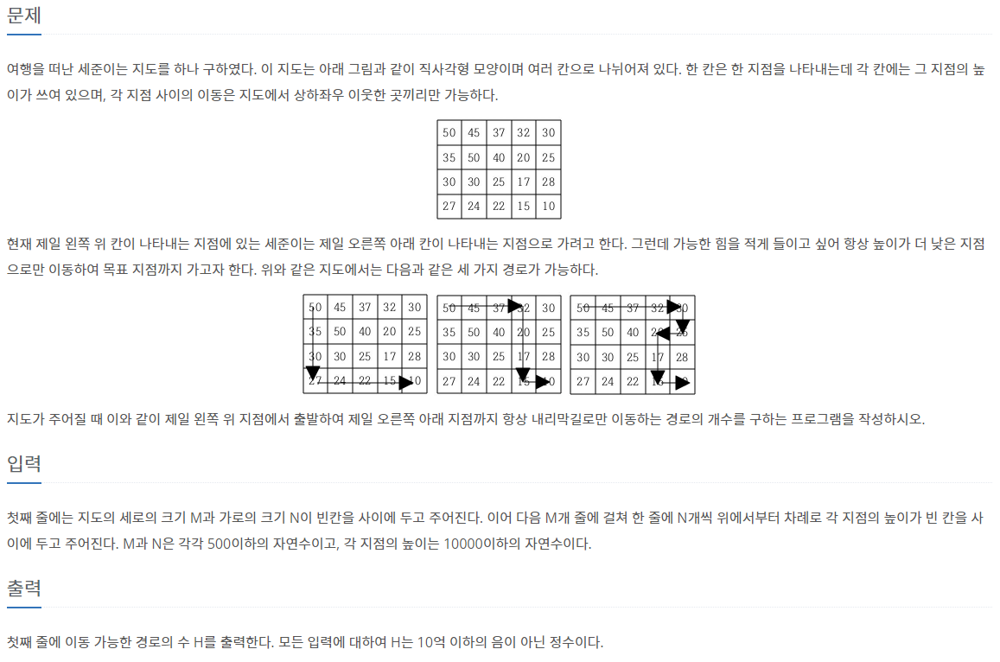 문제
여행을 떠난 세준이는 지도를 하나 구하였다. 이 지도는 아래 그림과 같이 직사각형 모양이며 여러 칸으로 나뉘어져 있다. 한 칸은 한 지점을 나타내는데 각 칸에는 그 지점의 높
이가 쓰여 있으며, 각 지점 사이의 이동은 지도에서 상하좌우 이웃한 곳끼리만 가능하다.
50 45 37 32 30
35 50 40 20 25
30 30 25 17 28
27 24 22 15 10
현재 제일 왼쪽 위 칸이 나타내는 지점에 있는 세준이는 제일 오른쪽 아래 칸이 나타내는 지점으로 가려고 한다. 그런데 가능한 힘을 적게 들이고 싶어 항상 높이가 더 낮은 지점
으로만 이동하여 목표 지점까지 가고자 한다. 위와 같은 지도에서는 다음과 같은 세 가지 경로가 가능하다.
50 45 37 32 30
35 50 40 20 25
30 30 25 17 28
27 24 22 15 10
50 45 37 32 30
35 50 40 20 25
30 30 25 17 28
27 24 22 15 10
50 45 37 32 30
35 50 40 20 25
30 30 25 17 28
27 24 22 15 10
지도가 주어질 때 이와 같이 제일 왼쪽 위 지점에서 출발하여 제일 오른쪽 아래 지점까지 항상 내리막길로만 이동하는 경로의 개수를 구하는 프로그램을 작성하시오.
입력
첫째 줄에는 지도의 세로의 크기 M과 가로의 크기 N이 빈칸을 사이에 두고 주어진다. 이어 다음 M개 줄에 걸쳐 한 줄에 N개씩 위에서부터 차례로 각 지점의 높이가 빈 칸을 사
이에 두고 주어진다. M과 N은 각각 500이하의 자연수이고, 각 지점의 높이는 10000이하의 자연수이다.
출력
첫째 줄에 이동 가능한 경로의 수 H를 출력한다. 모든 입력에 대하여 H는 10억 이하의 음이 아닌 정수이다.